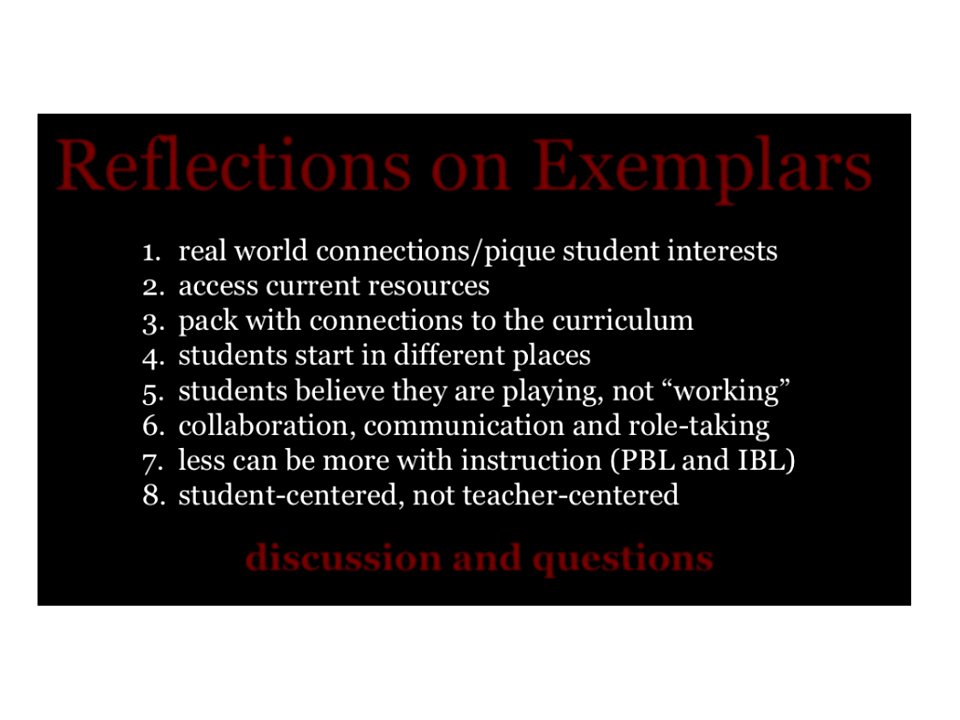 Reflections on Exemplars
1. real world connections/pique student interests
2. access current resources
3. pack with connections to the curriculum
4. students start in different places
5. students believe they are playing, not “working”
6. collaboration, communication and role-taking
7. less can be more with instruction (PBL and IBL)
8. student-centered, not teacher-centered
discussion and questions